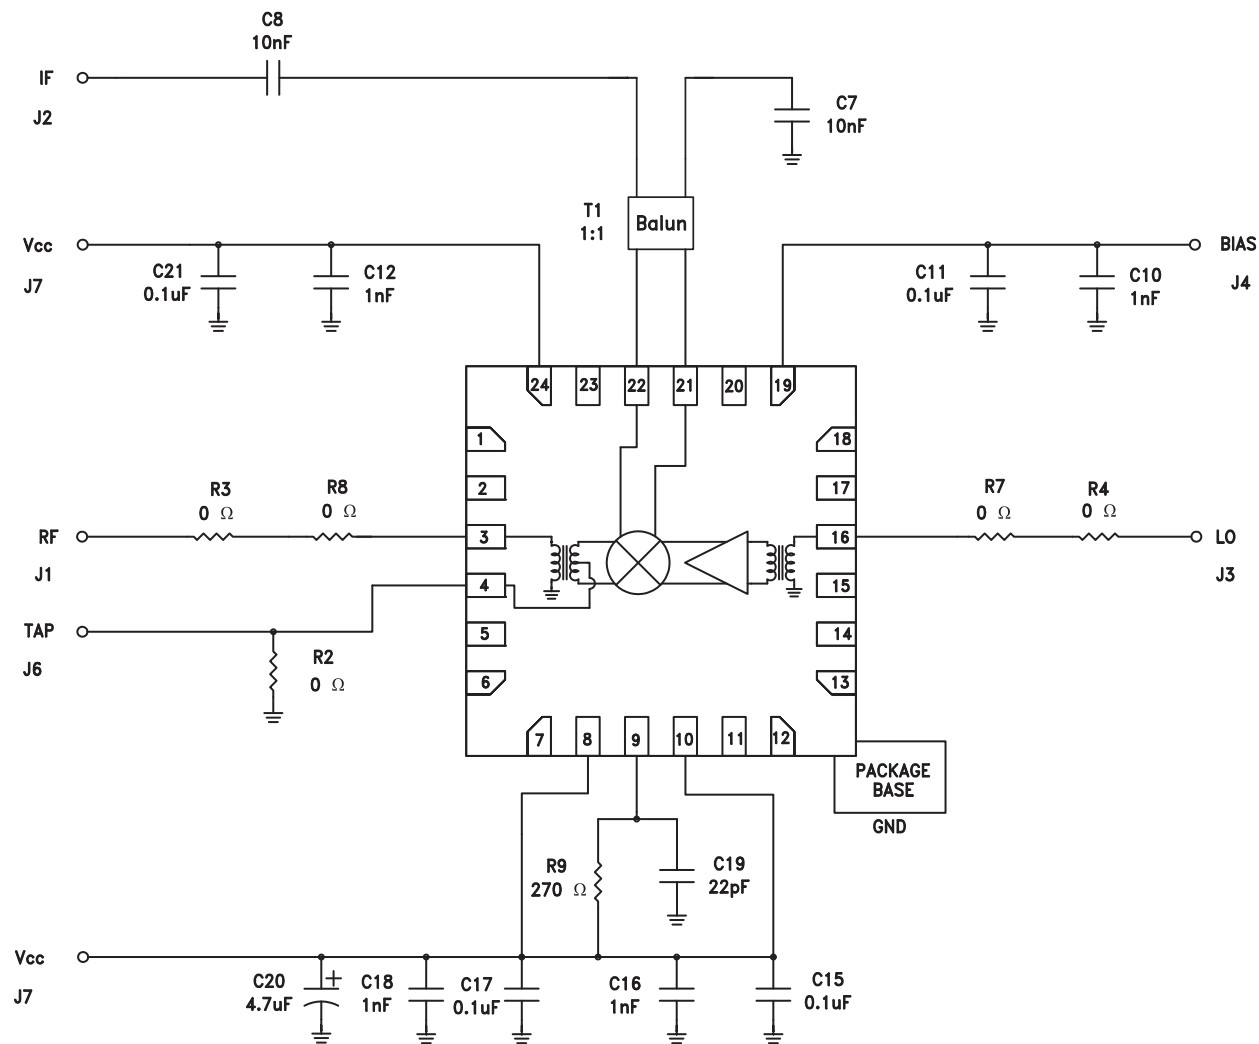 C8
10nF
IF
J2
C7
10nF
T1
1:1
Balun
Vcc
J7
C21
0.1uF
C12
1nF
C11
0.1uF
C10
1nF
BIAS
J4
24
23
22
21
20
19
1
18
2
17
R3
0 Ω
R8
0 Ω
R7
0 Ω
R4
0 Ω
RF
J1
3
16
LO
J3
4
15
TAP
J6
R2
0 Ω
5
14
6
13
7
8
9
10
11
12
PACKAGE
BASE
GND
R9
270 Ω
C19
22pF
Vcc
J7
C20
4.7uF
+
C18
1nF
C17
0.1uF
C16
1nF
C15
0.1uF